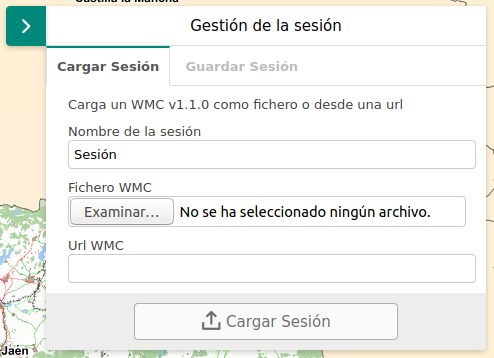 Castilla-La Mancha
Gestión de la sesión
Cargar Sesión
Guardar Sesión
Carga un WMC v1.1.0 como fichero o desde una url
Nombre de la sesión
Sesión
Fichero WMC
Examinar...
No se ha seleccionado ningún archivo.
Url WMC
Cargar Sesión
Jaén